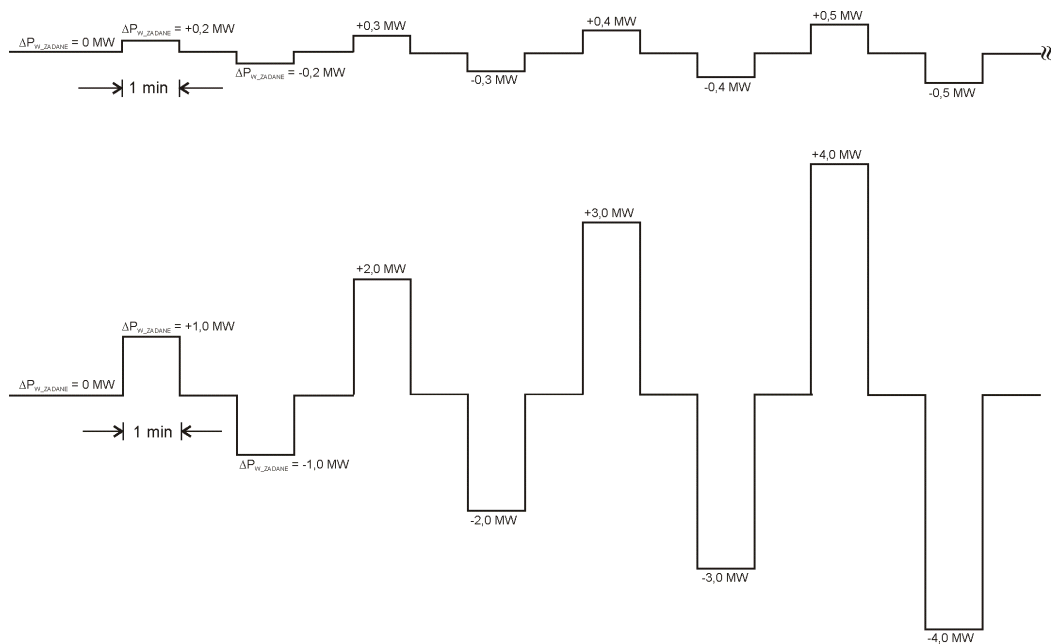 ΔP_W_ZADANE = 0 MW
ΔP_W_ZADANE = +0,2 MW
ΔP_W_ZADANE = -0,2 MW
+0,3 MW
-0,3 MW
+0,4 MW
-0,4 MW
+0,5 MW
-0,5 MW
1 min
ΔP_W_ZADANE = 0 MW
ΔP_W_ZADANE = +1,0 MW
ΔP_W_ZADANE = -1,0 MW
+2,0 MW
-2,0 MW
+3,0 MW
-3,0 MW
+4,0 MW
-4,0 MW
1 min